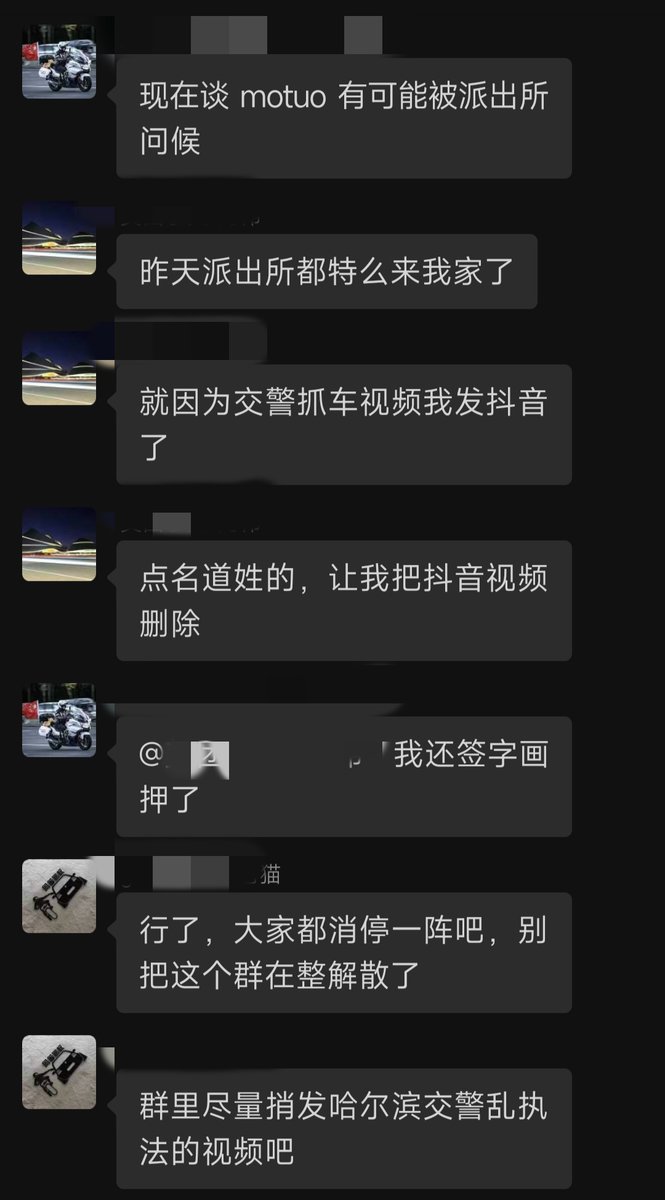 现在谈 motuo 有可能被派出所
问候
昨天派出所都特么来我家了
就因为交警抓车视频我发抖音
了
点名道姓的，让我把抖音视频
删除
@
我还签字画
押了
猫
行了，大家都消停一阵吧，别
把这个群在整解散了
群里尽量捎发哈尔滨交警乱执
法的视频吧